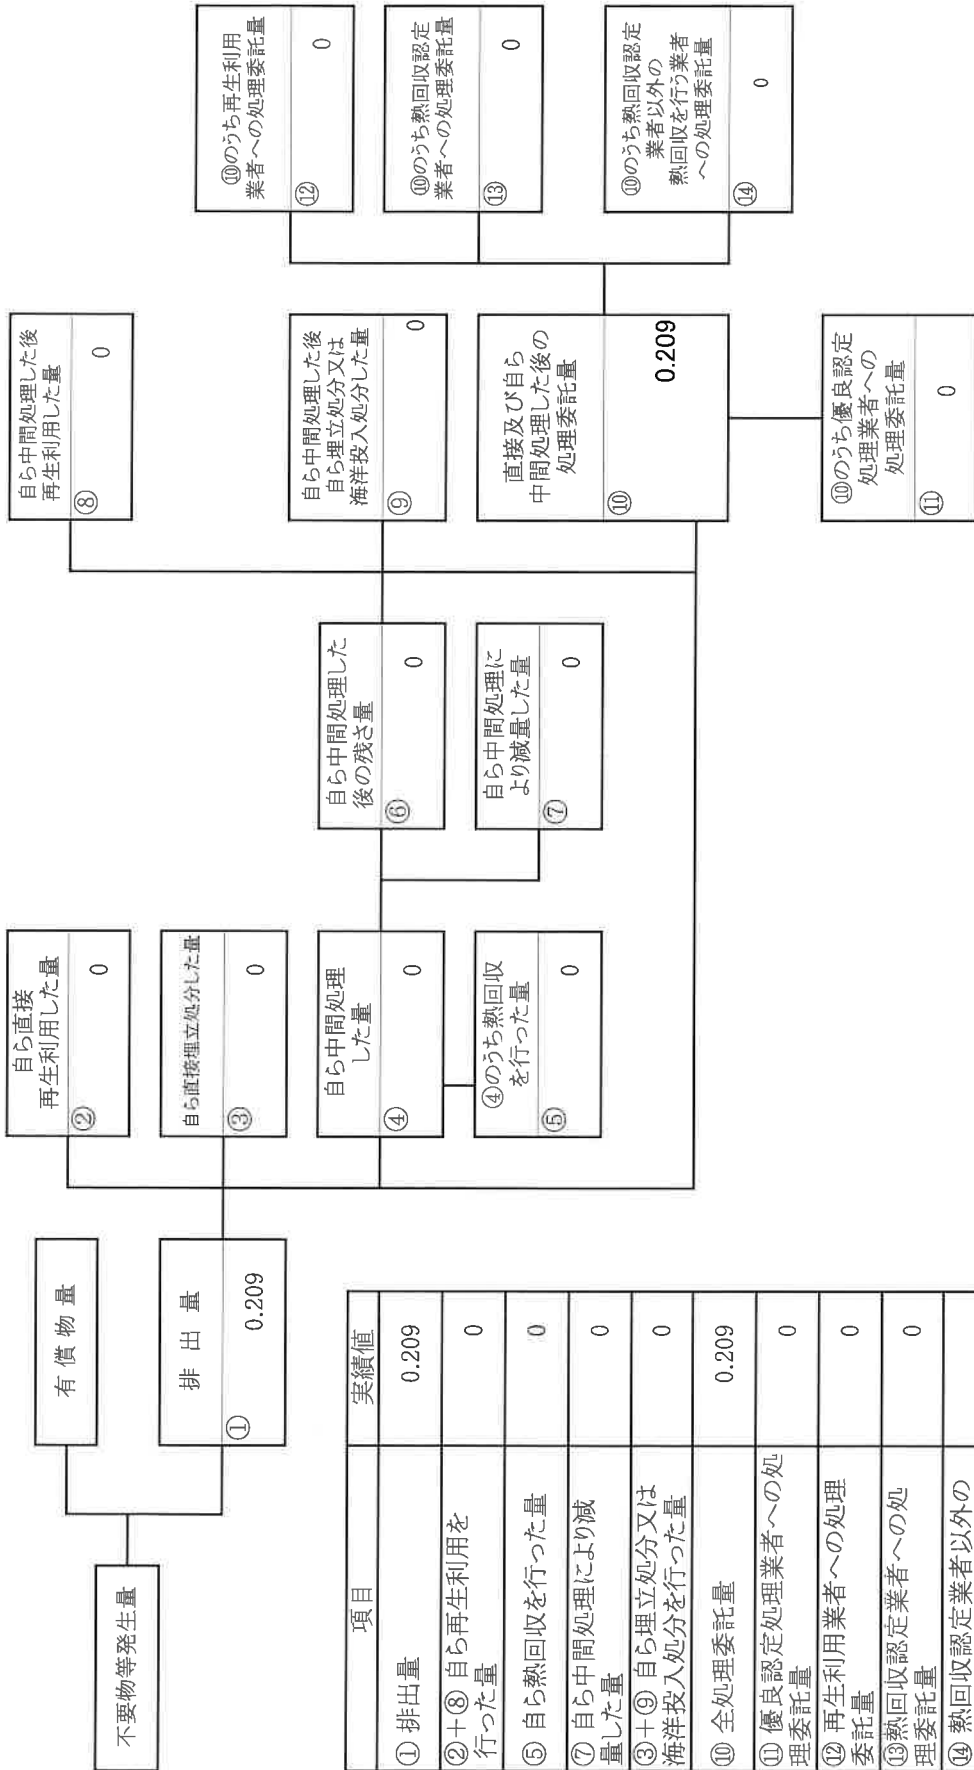 不要物等発生量
有償物量
排出量
①
0.209
自ら直接
再生利用した量
②
0
自ら直接埋立処分した量
③
0
自ら中間処理
した量
④
0
④のうち熱回収
を行った量
⑤
0
自ら中間処理した
後の残さ量
⑥
0
自ら中間処理に
より減量した量
⑦
0
自ら中間処理した後
再生利用した量
⑧
0
自ら中間処理した後
自ら埋立処分又は
海洋投入処分した量
⑨
0
直接及び自ら
中間処理した後の
処理委託量
⑩
0.209
⑩のうち優良認定
処理業者への
処理委託量
⑪
0
⑩のうち再生利用
業者への処理委託量
⑫
0
⑩のうち熱回収認定
業者への処理委託量
⑬
0
⑩のうち熱回収認定
業者以外の
熱回収を行う業者
への処理委託量
⑭
0
項目 実績値
① 排出量 0.209
②＋⑧ 自ら再生利用を
行った量 0
⑤ 自ら熱回収を行った量 0
⑦ 自ら中間処理により減
量した量 0
③＋⑨ 自ら埋立処分又は
海洋投入処分を行った量 0
⑩ 全処理委託量 0.209
⑪ 優良認定処理業者への処
理委託量 0
⑫ 再生利用業者への処理
委託量 0
⑬熱回収認定業者への処
理委託量 0
⑭ 熱回収認定業者以外の